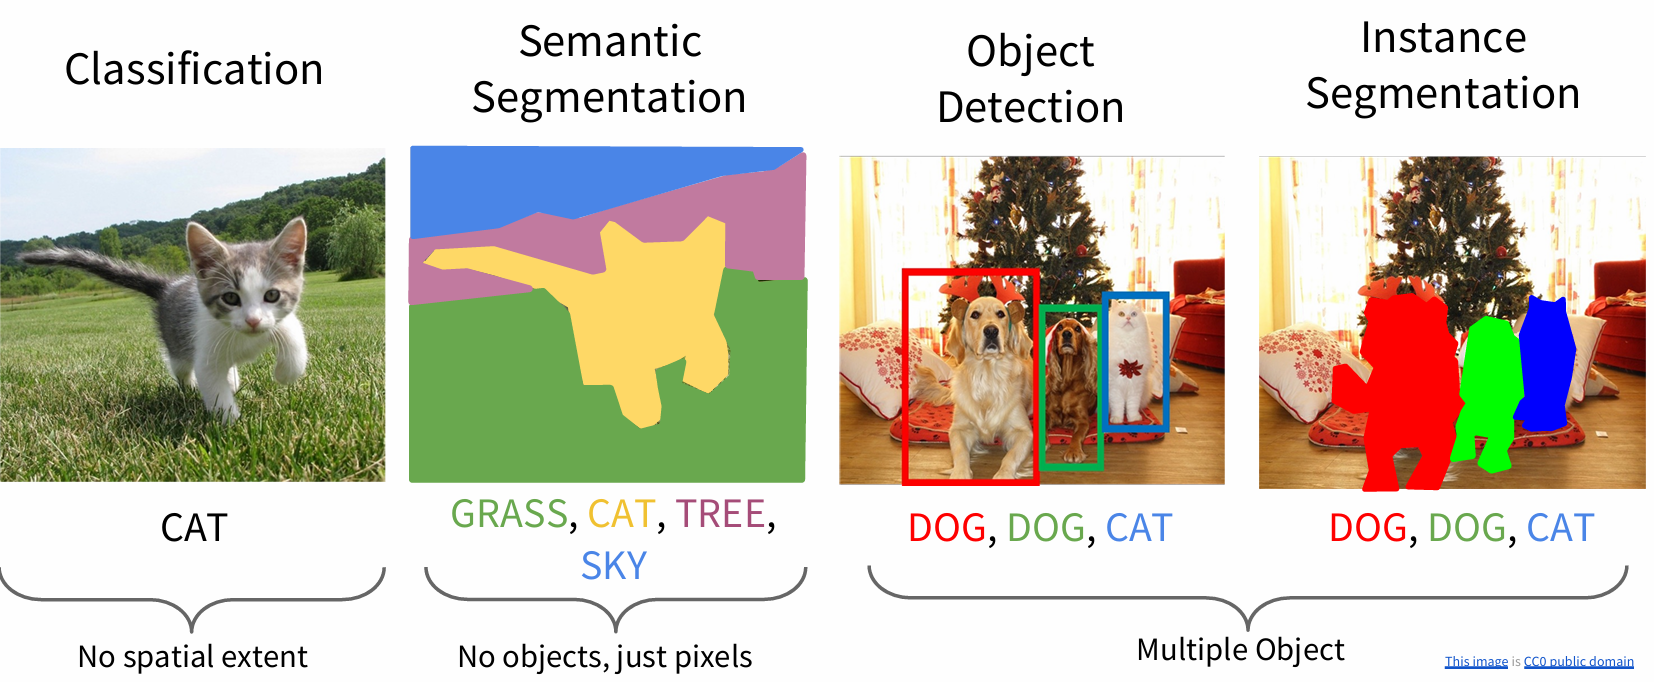 Classification
Semantic
Segmentation
Object
Detection
Instance
Segmentation
CAT
GRASS, CAT, TREE,
SKY
DOG, DOG, CAT
DOG, DOG, CAT
No spatial extent
No objects, just pixels
Multiple Object
This image is CC0 public domain